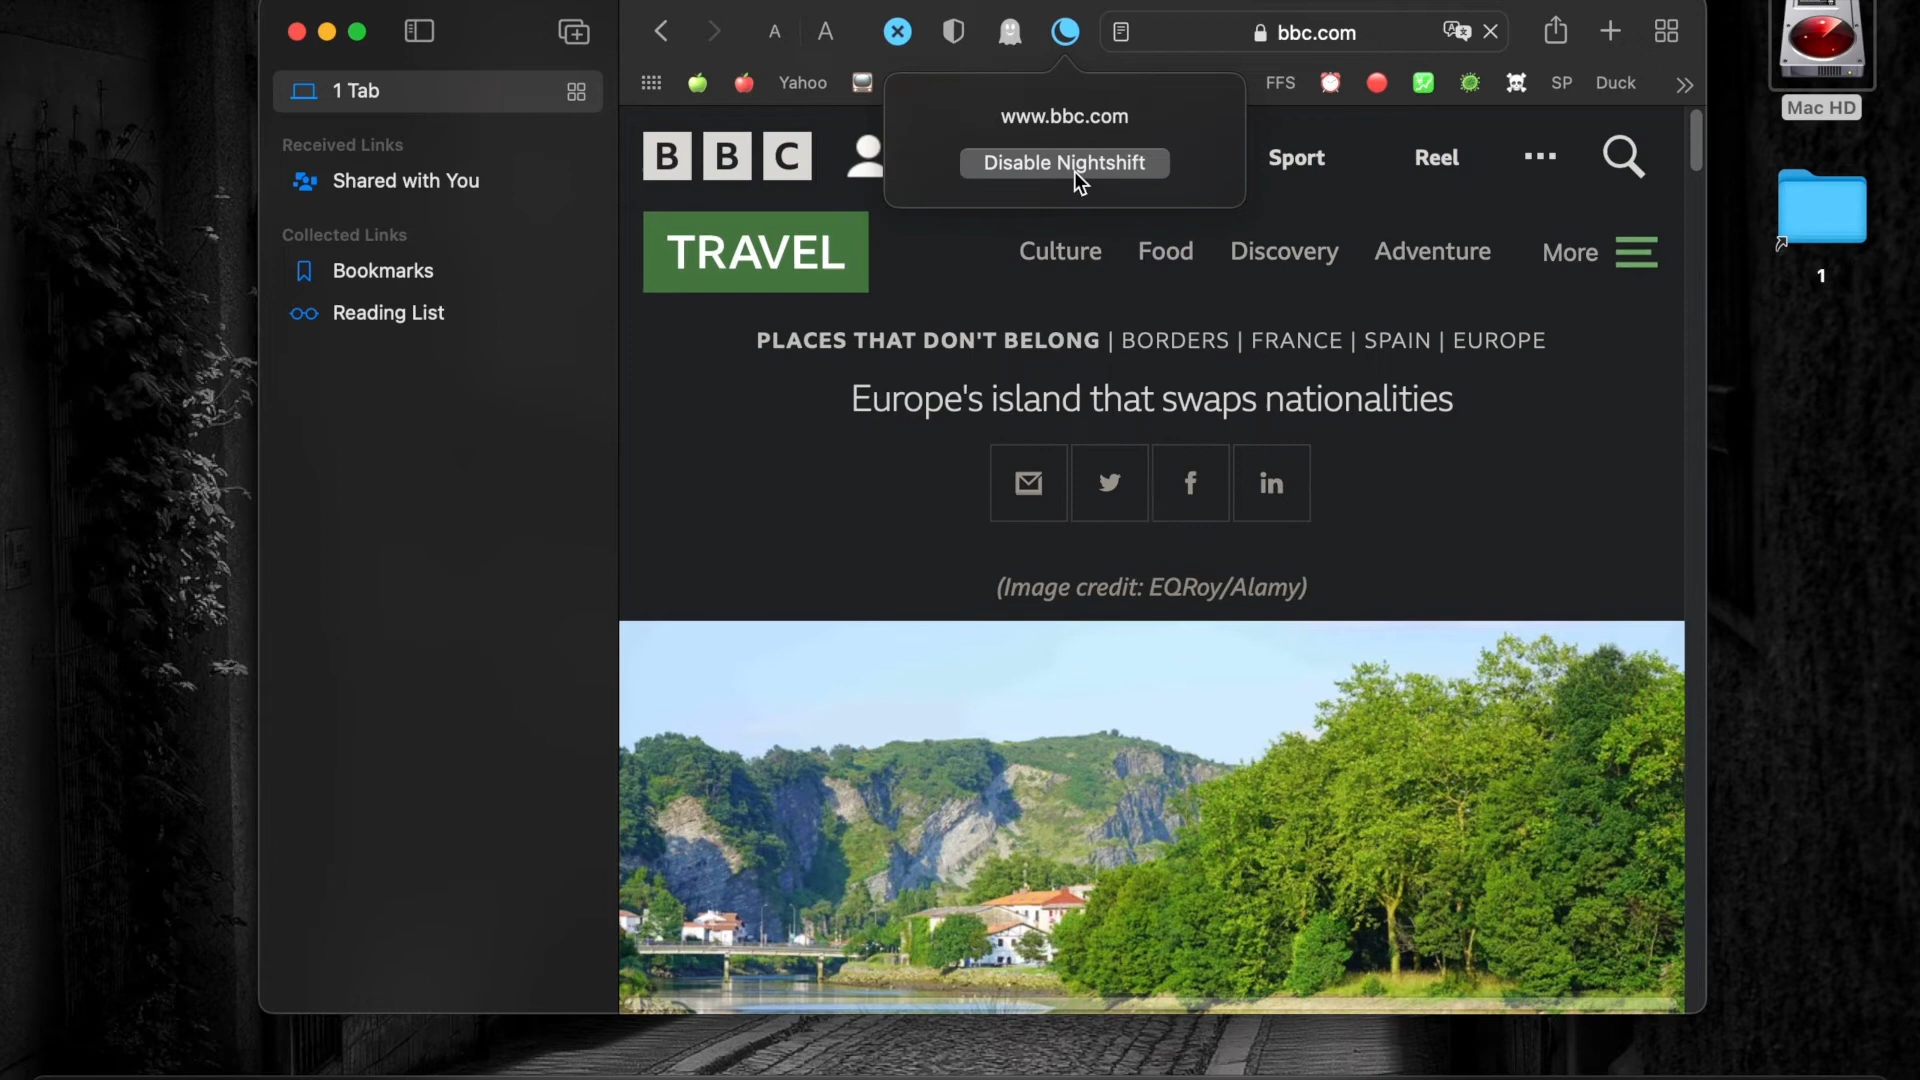 A A bbc.com
1 Tab
Received Links
Shared with You
Collected Links
Bookmarks
Reading List
Yahoo FFS SP Duck
www.bbc.com
Disable Nightshift
BBC Sport Reel
TRAVEL Culture Food Discovery Adventure More
PLACES THAT DON'T BELONG | BORDERS | FRANCE | SPAIN | EUROPE
Europe's island that swaps nationalities
(Image credit: EQRoy/Alamy)
Mac HD
1